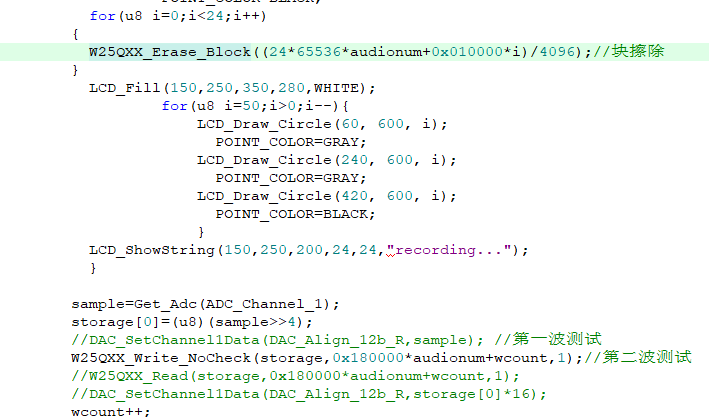 for(u8 i=0;i<24;i++)
{
W25QXX_Erase_Block((24*65536*audionum+0x010000*i)/4096);//块擦除
}
LCD_Fill(150,250,350,280,WHITE);
for(u8 i=50;i>0;i--){
LCD_Draw_Circle(60, 600, i);
POINT_COLOR=GRAY;
LCD_Draw_Circle(240, 600, i);
POINT_COLOR=GRAY;
LCD_Draw_Circle(420, 600, i);
POINT_COLOR=BLACK;
}
LCD_ShowString(150,250,200,24,24,"recording...");
}
sample=Get_Adc(ADC_Channel_1);
storage[0]=(u8)(sample>>4);
//DAC_SetChannel1Data(DAC_Align_12b_R,sample); //第一波测试
W25QXX_Write_NoCheck(storage,0x180000*audionum+wcount,1);//第二波测试
//W25QXX_Read(storage,0x180000*audionum+wcount,1);
//DAC_SetChannel1Data(DAC_Align_12b_R,storage[0]*16);
wcount++;